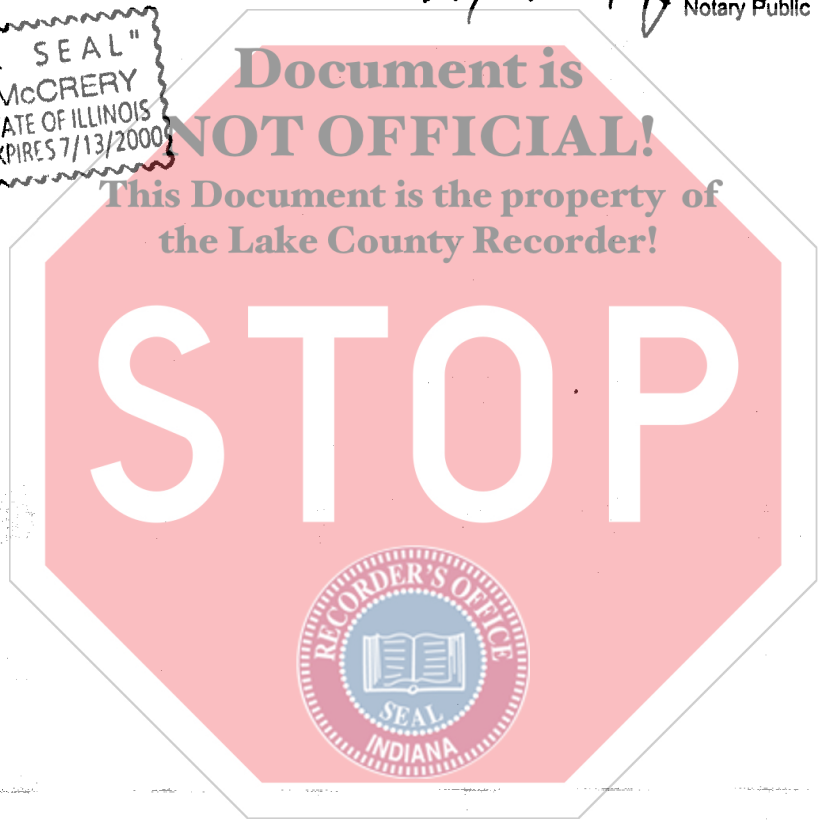 Notary Public
SEAL"
McCRERY
ATE OF ILLINOIS
XPIRES 7/13/2000
Document is
NOT OFFICIAL!
This Document is the property of
the Lake County Recorder!
STOP
RECORDER'S OFFICE
SEAL
INDIANA